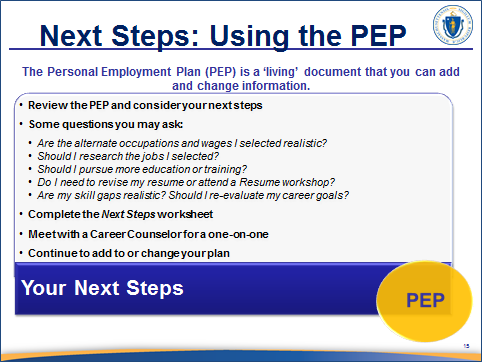 Next Steps: Using the PEP
The Personal Employment Plan (PEP) is a ‘living’ document that you can add
and change information.
• Review the PEP and consider your next steps
• Some questions you may ask:
• Are the alternate occupations and wages I selected realistic?
• Should I research the jobs I selected?
• Should I pursue more education or training?
• Do I need to revise my resume or attend a Resume workshop?
• Are my skill gaps realistic? Should I re-evaluate my career goals?
• Complete the Next Steps worksheet
• Meet with a Career Counselor for a one-on-one
• Continue to add to or change your plan
Your Next Steps
PEP
15